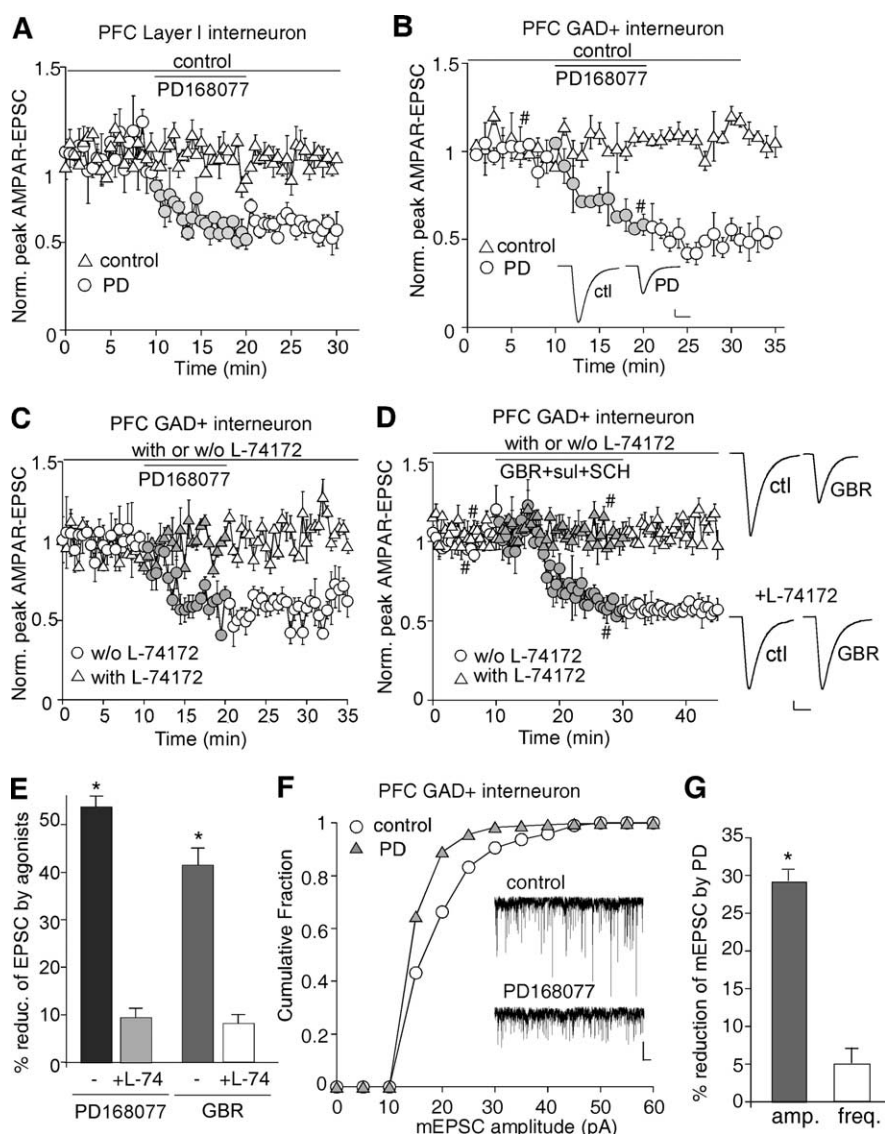 A
PFC Layer I interneuron
control
PD168077
Norm. peak AMPAR-EPSC
1.5
1
0.5
0
control
PD
0 5 10 15 20 25 30
Time (min)
B
PFC GAD+ interneuron
control
PD168077
Norm. peak AMPAR-EPSC
1.5
1.0
0.5
0
#
#
control
PD
ctl
PD
0 5 10 15 20 25 30 35
Time (min)
C
PFC GAD+ interneuron
with or w/o L-74172
PD168077
Norm. peak AMPAR-EPSC
1.5
1
0.5
0
w/o L-74172
with L-74172
0 5 10 15 20 25 30 35
Time (min)
D
PFC GAD+ interneuron
with or w/o L-74172
GBR+sul+SCH
Norm. peak AMPAR-EPSC
1.5
1
0.5
0
# #
#
#
w/o L-74172
with L-74172
0 10 20 30 40
Time (min)
ctl
GBR
+L-74172
ctl
GBR
E
% reduc. of EPSC by agonists
50
40
30
20
10
0
*
*
- +L-74 - +L-74
PD168077 GBR
F
PFC GAD+ interneuron
control
PD
Cumulative Fraction
1
0.8
0.6
0.4
0.2
0
control
PD168077
0 10 20 30 40 50 60
mEPSC amplitude (pA)
G
% reduction of mEPSC by PD
35
30
25
20
15
10
5
0
*
amp. freq.